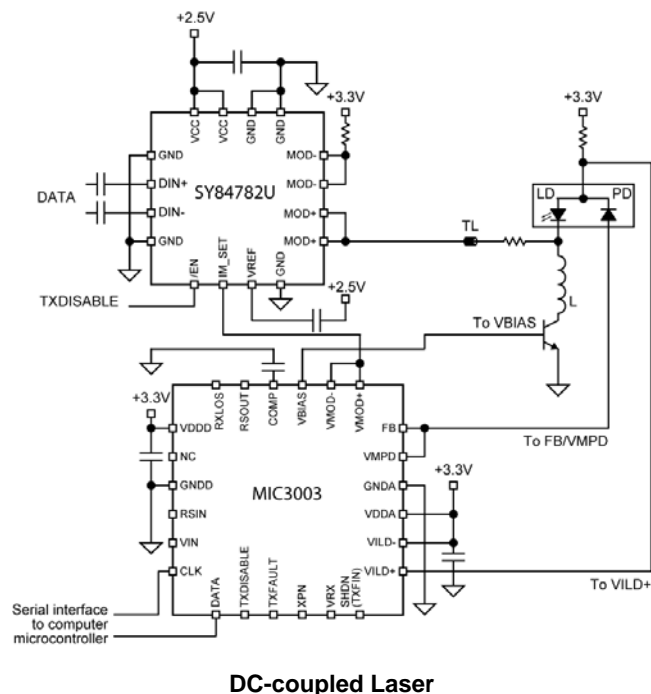 +2.5V
+3.3V
+3.3V
VCC
VCC
GND
GND
GND
MOD-
DATA
DIN+
SY84782U
MOD-
DIN-
MOD+
GND
MOD+
LD
PD
TL
/EN
IM_SET
VREF
GND
TXDISABLE
+2.5V
L
To VBIAS
+3.3V
RXLOS
RSOUT
COMP
VBIAS
VMOD-
VMOD+
VDDD
FB
To FB/VMPD
NC
VMPD
+3.3V
GNDD
MIC3003
GNDA
RSIN
VDDA
VIN
VILD-
CLK
VILD+
To VILD+
DATA
TXDISABLE
TXFAULT
XPN
VRX
SHDN
(TXFIN)
Serial interface
to computer
microcontroller
DC-coupled Laser